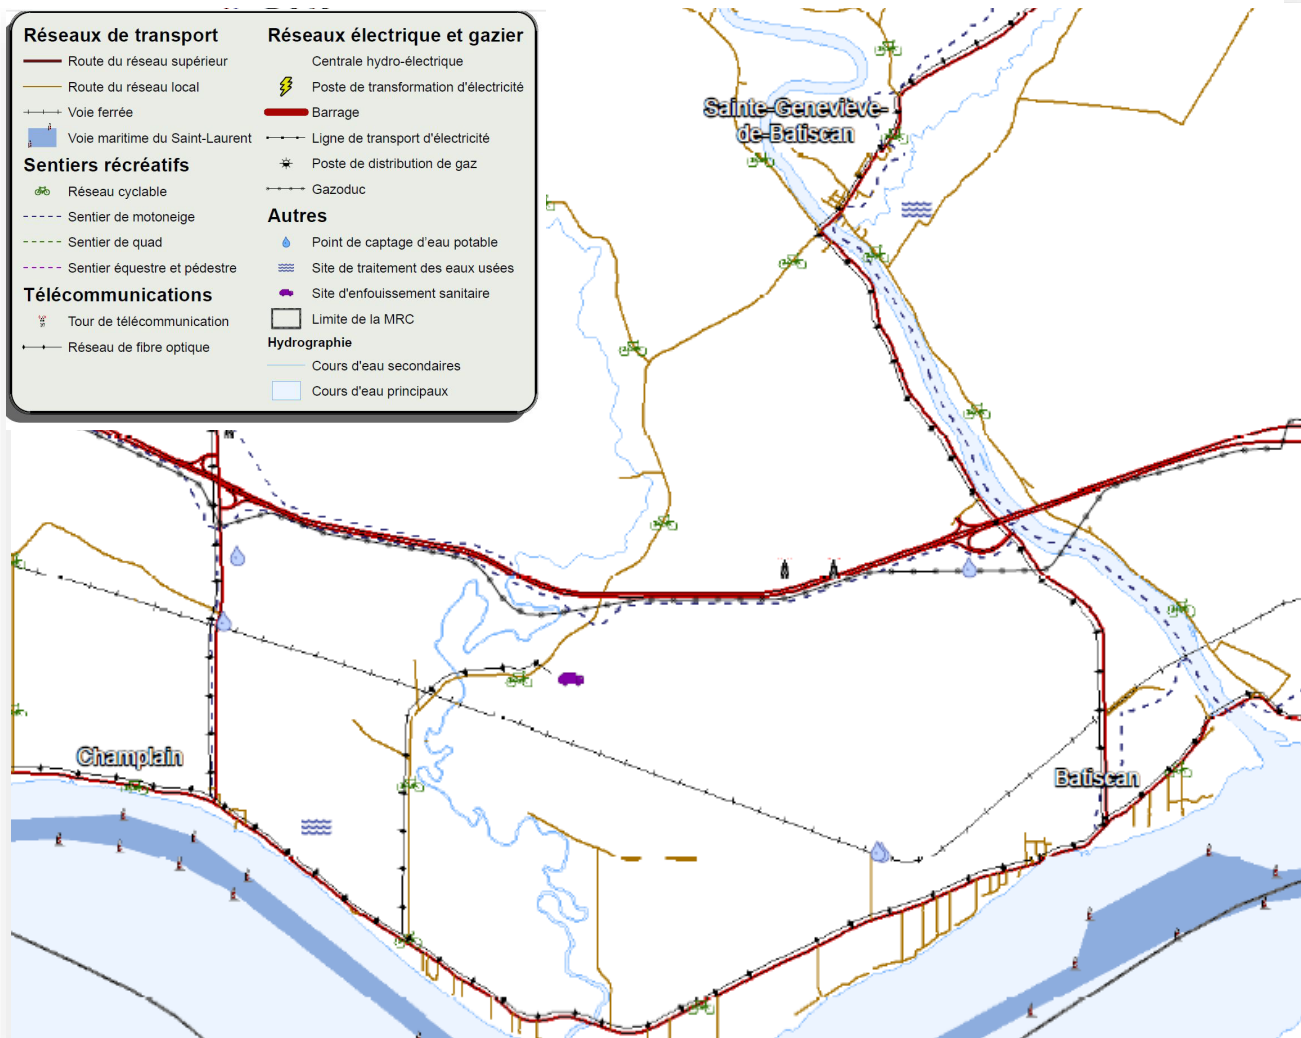 Réseaux de transport
Route du réseau supérieur
Route du réseau local
Voie ferrée
Voie maritime du Saint-Laurent
Sentiers récréatifs
Réseau cyclable
Sentier de motoneige
Sentier de quad
Sentier équestre et pédestre
Télécommunications
Tour de télécommunication
Réseau de fibre optique
Réseaux électrique et gazier
Centrale hydro-électrique
Poste de transformation d'électricité
Barrage
Ligne de transport d'électricité
Poste de distribution de gaz
Gazoduc
Autres
Point de captage d'eau potable
Site de traitement des eaux usées
Site d'enfouissement sanitaire
Limite de la MRC
Hydrographie
Cours d'eau secondaires
Cours d'eau principaux
Sainte-Geneviève-
de-Batiscan
Champlain
Batiscan